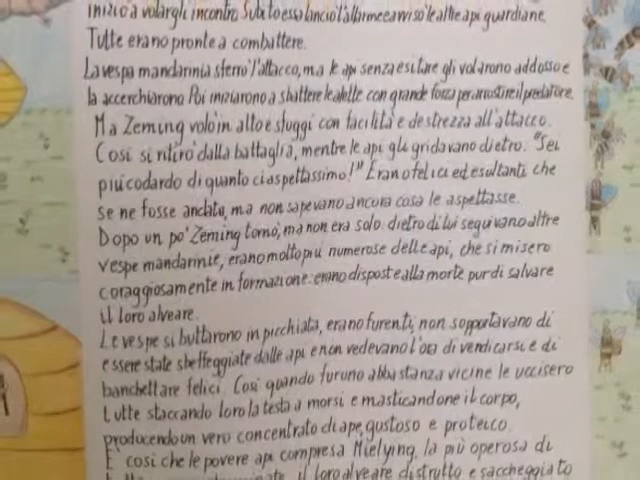 iniziò a volargli incontro. Subito essa lanciò l'allarme e avvisò le altre api guardiane.
Tutte erano pronte a combattere.
La vespa mandarinia sferrò l'attacco, ma le api senza esitare gli volarono addosso e
la accerchiarono. Poi iniziarono a sbattere le alette con grande forza per arrostire il predatore.
Ma Zeming volò in alto e sfuggì con facilità e destrezza all'attacco.
Così si ritirò dalla battaglia, mentre le api gli gridavano dietro: "Sei
più codardo di quanto ci aspettassimo!" Erano felici ed esultanti che
se ne fosse andata, ma non sapevano ancora cosa le aspettasse.
Dopo un po' Zeming tornò, ma non era solo: dietro di lui seguivano altre
vespe mandarinie, erano molto più numerose delle api, che si misero
coraggiosamente in formazione: erano disposte alla morte pur di salvare
il loro alveare.
Le vespe si buttarono in picchiata, erano furenti, non sopportavano di
essere state sbeffeggiate dalle api e non vedevano l'ora di vendicarsi e di
banchettare felici. Così quando furono abbastanza vicine le uccisero
tutte staccando loro la testa a morsi e masticandone il corpo,
producendo un vero concentrato di ape, gustoso e proteico.
E così che le povere api compresa Mielying, la più operosa di
il loro alveare distrutto e saccheggiato